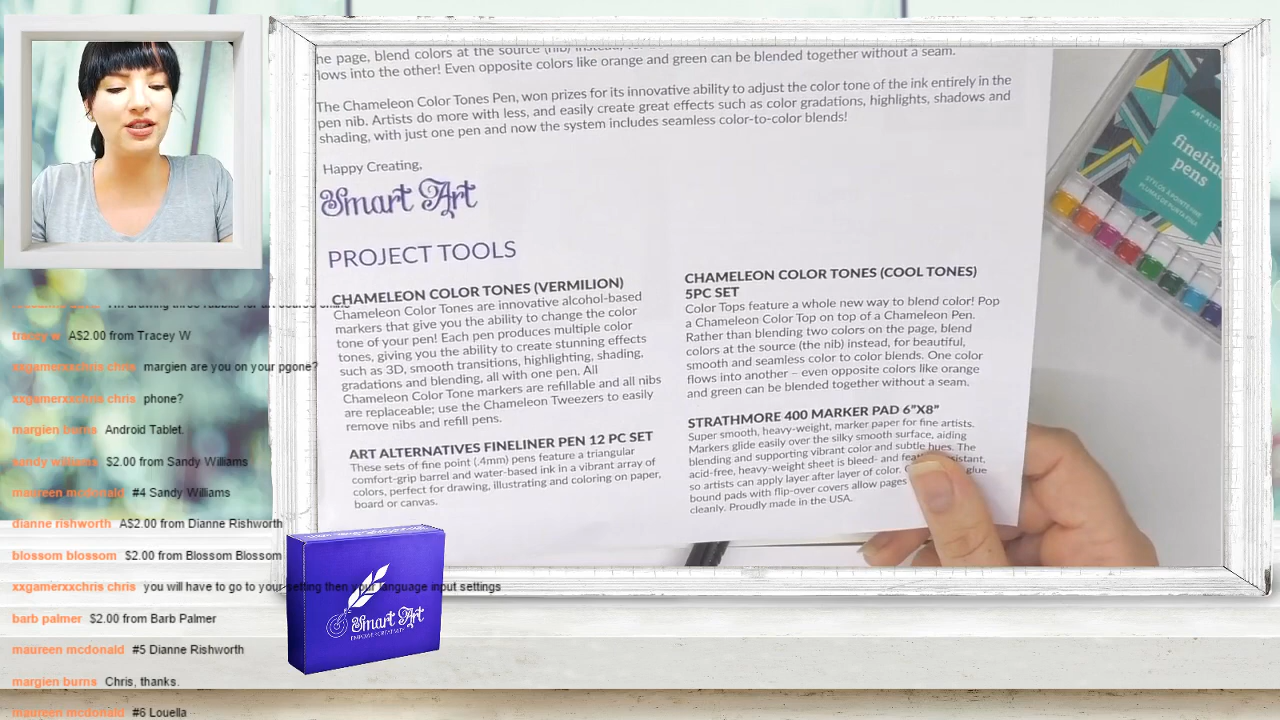 he page, blend colors at the source (nib) instead,
lows into the other! Even opposite colors like orange and green can be blended together without a seam.
The Chameleon Color Tones Pen, won prizes for its innovative ability to adjust the color tone of the ink entirely in the
pen nib. Artists do more with less, and easily create great effects such as color gradations, highlights, shadows and
shading, with just one pen and now the system includes seamless color-to-color blends!
Happy Creating,
Smart Art
PROJECT TOOLS
CHAMELEON COLOR TONES (VERMILION)
Chameleon Color Tones are innovative alcohol-based
markers that give you the ability to change the color
tone of your pen! Each pen produces multiple color
tones, giving you the ability to create stunning effects
such as 3D, smooth transitions, highlighting, shading,
gradations and blending, all with one pen. All
Chameleon Color Tone markers are refillable and all nibs
are replaceable; use the Chameleon Tweezers to easily
remove nibs and refill pens.
ART ALTERNATIVES FINELINER PEN 12 PC SET
These sets of fine point (.4mm) pens feature a triangular
comfort-grip barrel and water-based ink in a vibrant array of
colors, perfect for drawing, illustrating and coloring on paper,
board or canvas.
CHAMELEON COLOR TONES (COOL TONES)
5PC SET
Color Tops feature a whole new way to blend color! Pop
a Chameleon Color Top on top of a Chameleon Pen.
Rather than blending two colors on the page, blend
colors at the source (the nib) instead, for beautiful,
smooth and seamless color to color blends. One color
flows into another – even opposite colors like orange
and green can be blended together without a seam.
STRATHMORE 400 MARKER PAD 6”X8”
Super smooth, heavy-weight, marker paper for fine artists.
Markers glide easily over the silky smooth surface, aiding
blending and supporting vibrant color and subtle hues. The
acid-free, heavy-weight sheet is bleed- and
so artists can apply layer after layer of color. glue
bound pads with flip-over covers allow pages
cleanly. Proudly made in the USA.
fineliner
pens
tracey w A$2.00 from Tracey W
xxgamerxxchris chris margien are you on your pgone?
xxgamerxxchris chris phone?
margien burns Android Tablet.
sandy williams $2.00 from Sandy Williams
maureen mcdonald #4 Sandy Williams
dianne rishworth A$2.00 from Dianne Rishworth
blossom blossom $2.00 from Blossom Blossom
xxgamerxxchris chris you will have to go to your setting then your language input settings
barb palmer $2.00 from Barb Palmer
maureen mcdonald #5 Dianne Rishworth
margien burns Chris, thanks.
maureen mcdonald #6 Louella
Smart Art